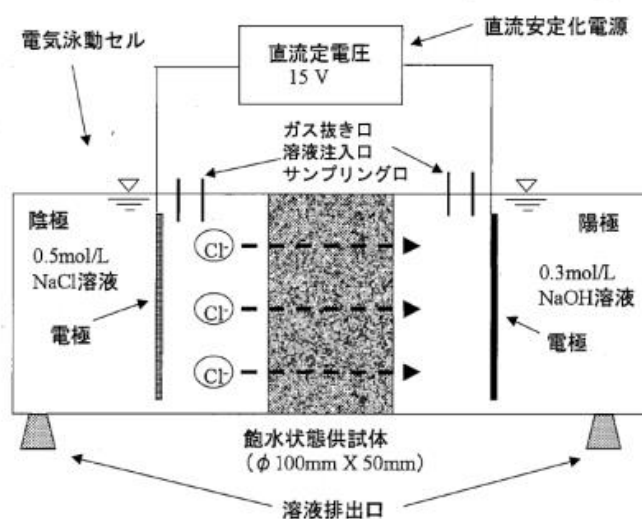 電気泳動セル
直流定電圧
15 V
直流安定化電源
ガス抜き口
溶液注入口
サンプリング口
陰極
0.5mol/L
NaCl溶液
電極
Cl-
Cl-
Cl-
陽極
0.3mol/L
NaOH溶液
電極
飽水状態供試体
(φ 100mm X 50mm)
溶液排出口